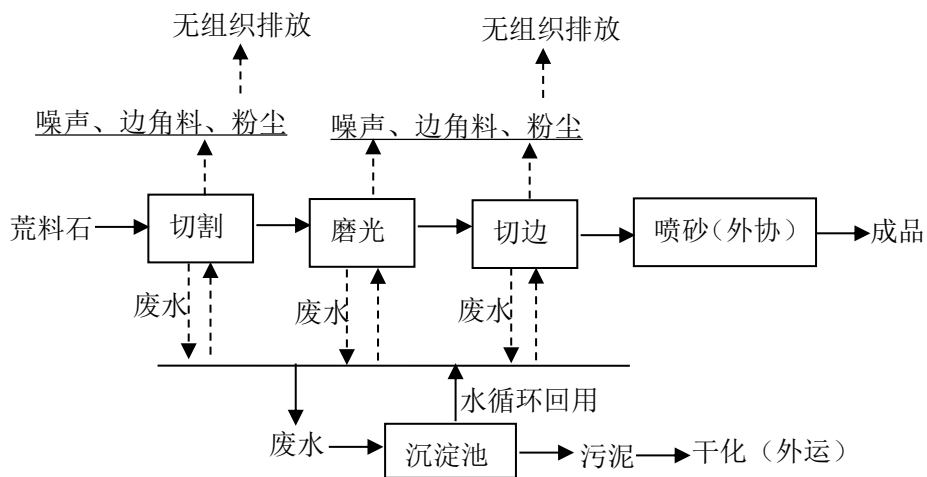 无组织排放
无组织排放
噪声、边角料、粉尘
噪声、边角料、粉尘
荒料石
切割
磨光
切边
喷砂（外协）
成品
废水
废水
废水
水循环回用
废水
沉淀池
污泥
干化（外运）